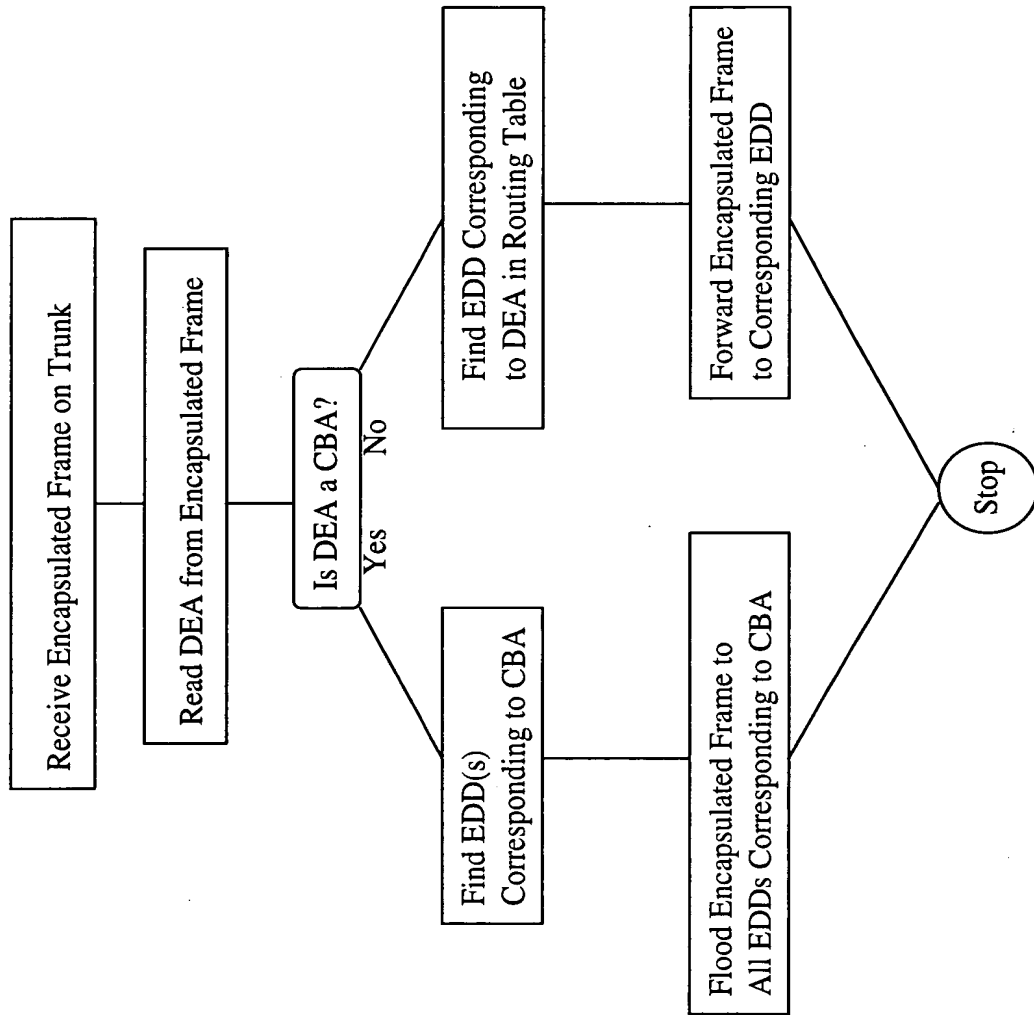 Receive Encapsulated Frame on Trunk
Read DEA from Encapsulated Frame
Is DEA a CBA?
Yes
No
Find EDD(s)
Corresponding to CBA
Find EDD Corresponding
to DEA in Routing Table
Flood Encapsulated Frame to
All EDDs Corresponding to CBA
Forward Encapsulated Frame
to Corresponding EDD
Stop